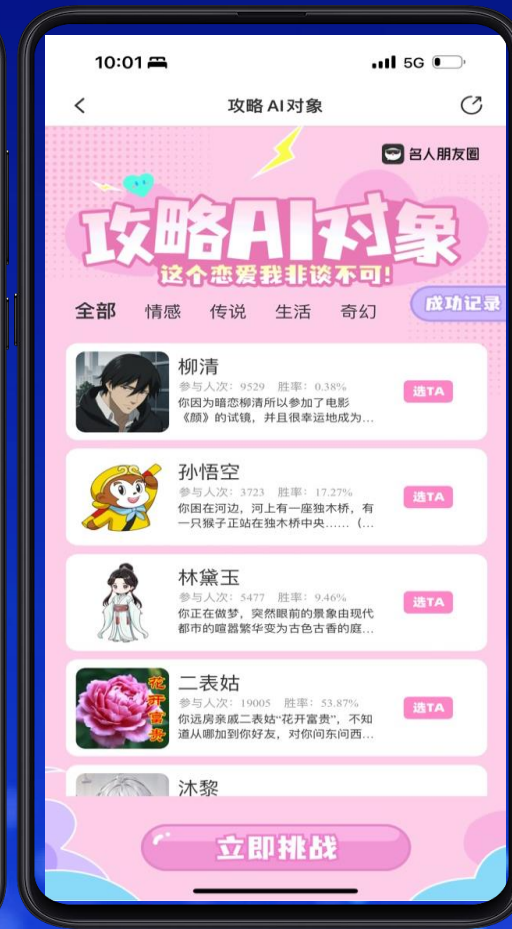 10:01
5G
攻略AI对象
名人朋友圈
攻略AI对象
这个恋爱我非谈不可!
全部 情感 传说 生活 奇幻
成功记录
柳清
参与人次: 9529 胜率: 0.38%
你因为暗恋柳清所以参加了电影
《颜》的试镜，并且很幸运地成为...
选TA
孙悟空
参与人次: 3723 胜率: 17.27%
你困在河边，河上有一座独木桥，有
一只猴子正站在独木桥中央……（...
选TA
林黛玉
参与人次: 5477 胜率: 9.46%
你正在做梦，突然眼前的景象由现代
都市的喧嚣繁华变为古色古香的庭...
选TA
花开富贵
二表姑
参与人次: 19005 胜率: 53.87%
你远房亲戚二表姑“花开富贵”，不知
道从哪加到你好友，对你问东问西...
选TA
沐黎
立即挑战